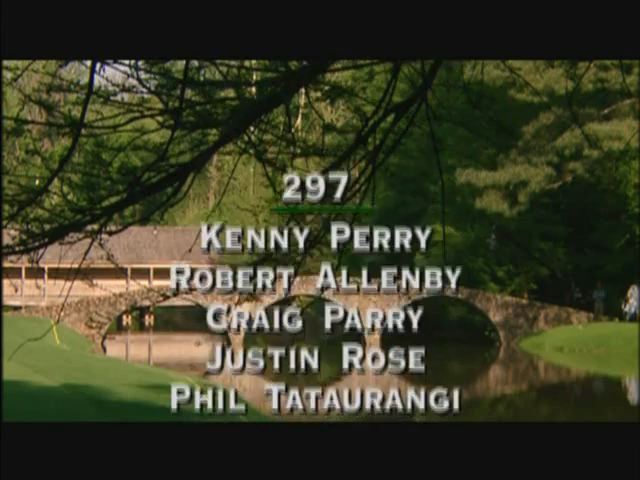 297
KENNY PERRY
ROBERT ALLENBY
CRAIG PARRY
JUSTIN ROSE
PHIL TATAURANGI